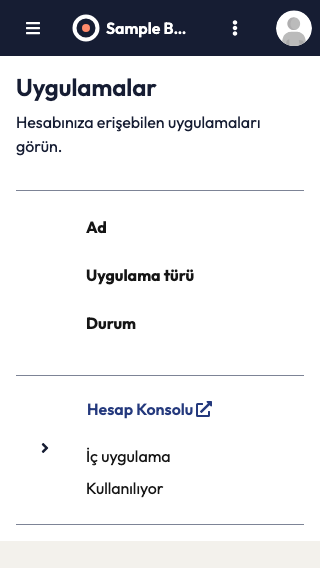 Sample B...
Uygulamalar
Hesabınıza erişebilen uygulamaları
görün.
Ad
Uygulama türü
Durum
Hesap Konsolu
İç uygulama
Kullanılıyor